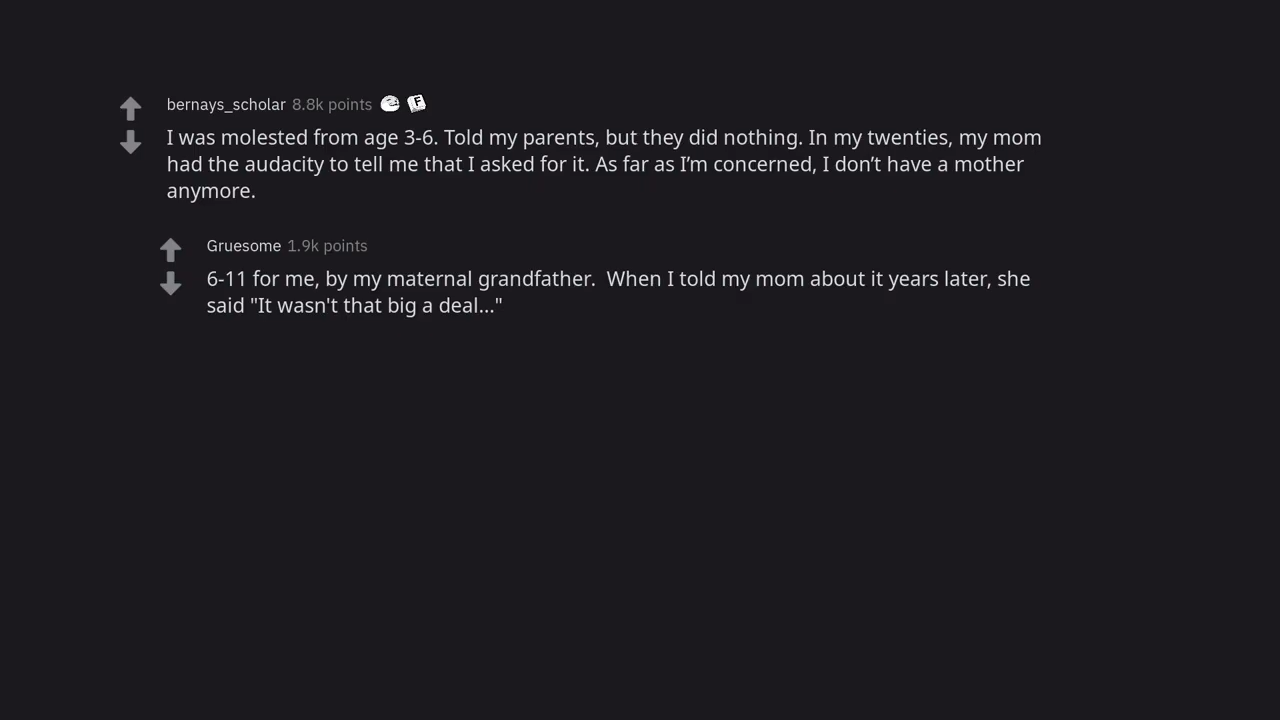 bernays_scholar 8.8k points F
I was molested from age 3-6. Told my parents, but they did nothing. In my twenties, my mom
had the audacity to tell me that I asked for it. As far as I’m concerned, I don’t have a mother
anymore.
Gruesome 1.9k points
6-11 for me, by my maternal grandfather.  When I told my mom about it years later, she
said "It wasn't that big a deal..."